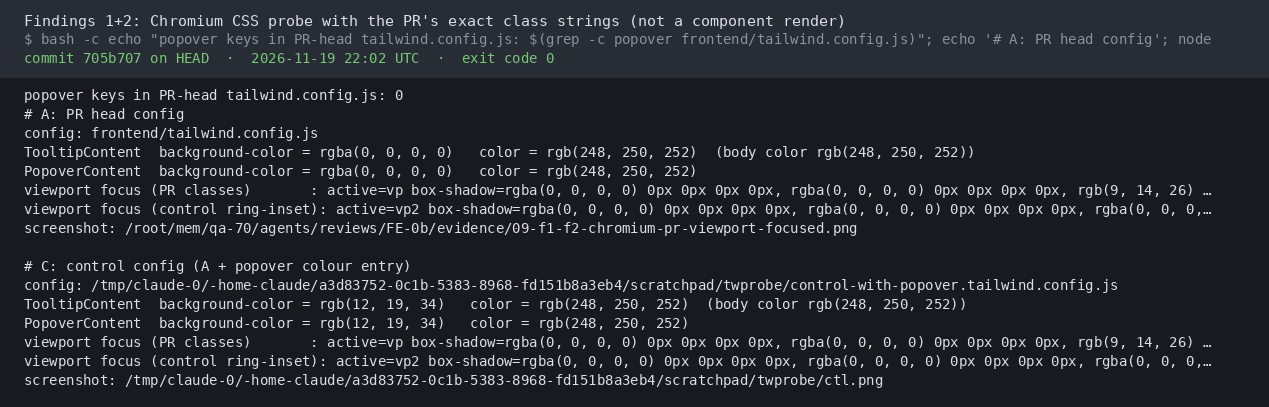 Findings 1+2: Chromium CSS probe with the PR's exact class strings (not a component render)
$ bash -c echo "popover keys in PR-head tailwind.config.js: $(grep -c popover frontend/tailwind.config.js)"; echo '# A: PR head config'; node
commit 705b707 on HEAD · 2026-11-19 22:02 UTC · exit code 0
popover keys in PR-head tailwind.config.js: 0
# A: PR head config
config: frontend/tailwind.config.js
TooltipContent  background-color = rgba(0, 0, 0, 0)   color = rgb(248, 250, 252)  (body color rgb(248, 250, 252))
PopoverContent  background-color = rgba(0, 0, 0, 0)   color = rgb(248, 250, 252)
viewport focus (PR classes)       : active=vp box-shadow=rgba(0, 0, 0, 0) 0px 0px 0px 0px, rgba(0, 0, 0, 0) 0px 0px 0px 0px, rgb(9, 14, 26) …
viewport focus (control ring-inset): active=vp2 box-shadow=rgba(0, 0, 0, 0) 0px 0px 0px 0px, rgba(0, 0, 0, 0) 0px 0px 0px 0px, rgba(0, 0, 0,…
screenshot: /root/mem/qa-70/agents/reviews/FE-0b/evidence/09-f1-f2-chromium-pr-viewport-focused.png
# C: control config (A + popover colour entry)
config: /tmp/claude-0/-home-claude/a3d83752-0c1b-5383-8968-fd151b8a3eb4/scratchpad/twprobe/control-with-popover.tailwind.config.js
TooltipContent  background-color = rgb(12, 19, 34)   color = rgb(248, 250, 252)  (body color rgb(248, 250, 252))
PopoverContent  background-color = rgb(12, 19, 34)   color = rgb(248, 250, 252)
viewport focus (PR classes)       : active=vp box-shadow=rgba(0, 0, 0, 0) 0px 0px 0px 0px, rgba(0, 0, 0, 0) 0px 0px 0px 0px, rgb(9, 14, 26) …
viewport focus (control ring-inset): active=vp2 box-shadow=rgba(0, 0, 0, 0) 0px 0px 0px 0px, rgba(0, 0, 0, 0) 0px 0px 0px 0px, rgba(0, 0, 0,…
screenshot: /tmp/claude-0/-home-claude/a3d83752-0c1b-5383-8968-fd151b8a3eb4/scratchpad/twprobe/ctl.png